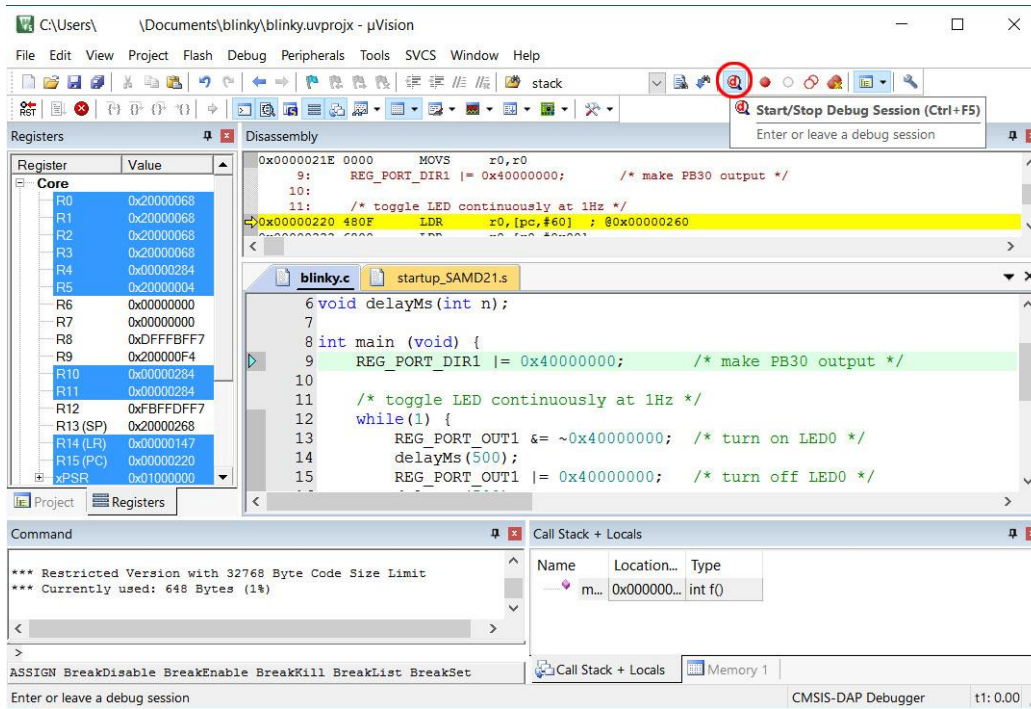 C:\Users\ \Documents\blinky\blinky.uvprojx - µVision
File Edit View Project Flash Debug Peripherals Tools SVCS Window Help
stack
RST
Start/Stop Debug Session (Ctrl+F5)
Enter or leave a debug session
Registers
Register Value
Core
R0 0x20000068
R1 0x20000068
R2 0x20000068
R3 0x20000068
R4 0x00000284
R5 0x20000004
R6 0x00000000
R7 0x00000000
R8 0xDFFFBFF7
R9 0x200000F4
R10 0x00000284
R11 0x00000284
R12 0xFBFFDFF7
R13 (SP) 0x20000268
R14 (LR) 0x00000147
R15 (PC) 0x00000220
xPSR 0x01000000
Project Registers
Disassembly
0x0000021E 0000 MOVS r0,r0
9: REG_PORT_DIR1 |= 0x40000000; /* make PB30 output */
10:
11: /* toggle LED continuously at 1Hz */
0x00000220 480F LDR r0,[pc,#60] ; @0x00000260
blinky.c startup_SAMD21.s
6 void delayMs(int n);
7
8 int main (void) {
9 REG_PORT_DIR1 |= 0x40000000; /* make PB30 output */
10
11 /* toggle LED continuously at 1Hz */
12 while(1) {
13 REG_PORT_OUT1 &= ~0x40000000; /* turn on LED0 */
14 delayMs(500);
15 REG_PORT_OUT1 |= 0x40000000; /* turn off LED0 */
Command
*** Restricted Version with 32768 Byte Code Size Limit
*** Currently used: 648 Bytes (1%)
>
ASSIGN BreakDisable BreakEnable BreakKill BreakList BreakSet
Call Stack + Locals
Name Location... Type
m... 0x000000... int f()
Call Stack + Locals Memory 1
Enter or leave a debug session CMSIS-DAP Debugger t1: 0.00